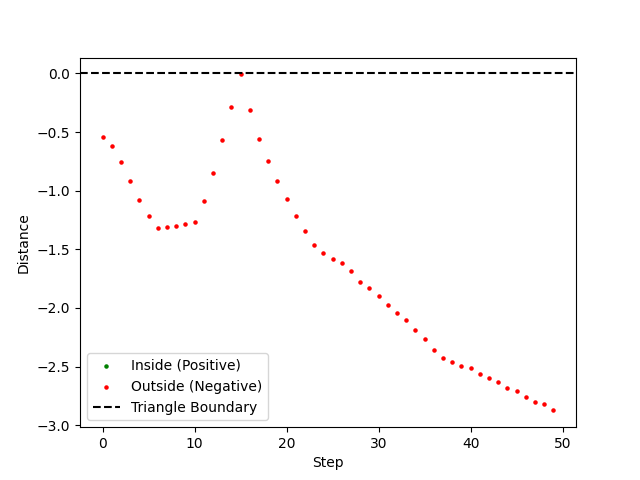 0.0
−0.5
−1.0
−1.5
−2.0
−2.5
−3.0
Distance
Inside (Positive)
Outside (Negative)
Triangle Boundary
0 10 20 30 40 50
Step